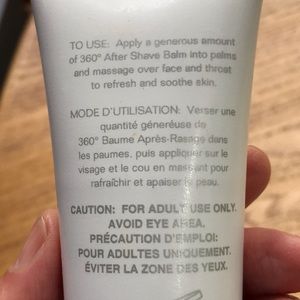 TO USE: Apply a generous amount
of 360° After Shave Balm into palms
and massage over face and throat
to refresh and soothe skin.
MODE D'UTILISATION: Verser une
quantité généreuse de
360° Baume Après-Rasage dans
les paumes, puis appliquer sur le
visage et le cou en massant pour
rafraîchir et apaiser la peau.
CAUTION: FOR ADULT USE ONLY.
AVOID EYE AREA.
PRÉCAUTION D'EMPLOI:
POUR ADULTES UNIQUEMENT.
ÉVITER LA ZONE DES YEUX.